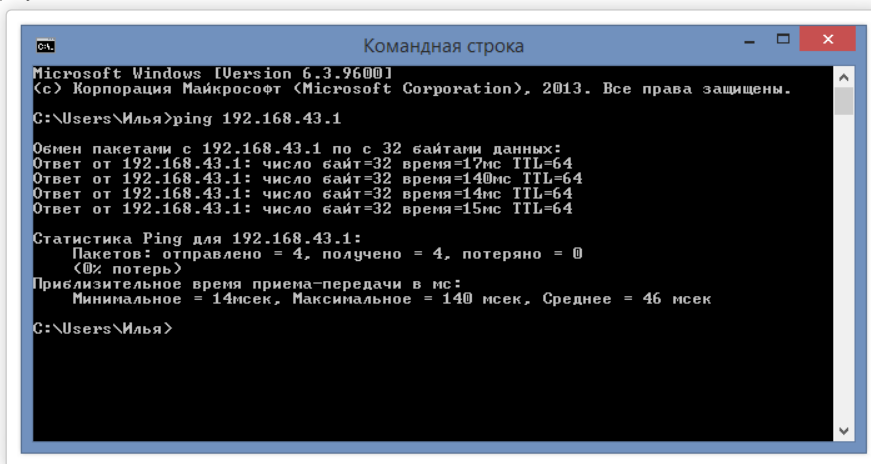 Командная строка
Microsoft Windows [Version 6.3.9600]
(c) Корпорация Майкрософт (Microsoft Corporation), 2013. Все права защищены.
C:\Users\Илья>ping 192.168.43.1
Обмен пакетами с 192.168.43.1 по с 32 байтами данных:
Ответ от 192.168.43.1: число байт=32 время=17мс TTL=64
Ответ от 192.168.43.1: число байт=32 время=140мс TTL=64
Ответ от 192.168.43.1: число байт=32 время=14мс TTL=64
Ответ от 192.168.43.1: число байт=32 время=15мс TTL=64
Статистика Ping для 192.168.43.1:
Пакетов: отправлено = 4, получено = 4, потеряно = 0
(0% потерь)
Приблизительное время приема-передачи в мс:
Минимальное = 14мсек, Максимальное = 140 мсек, Среднее = 46 мсек
C:\Users\Илья>